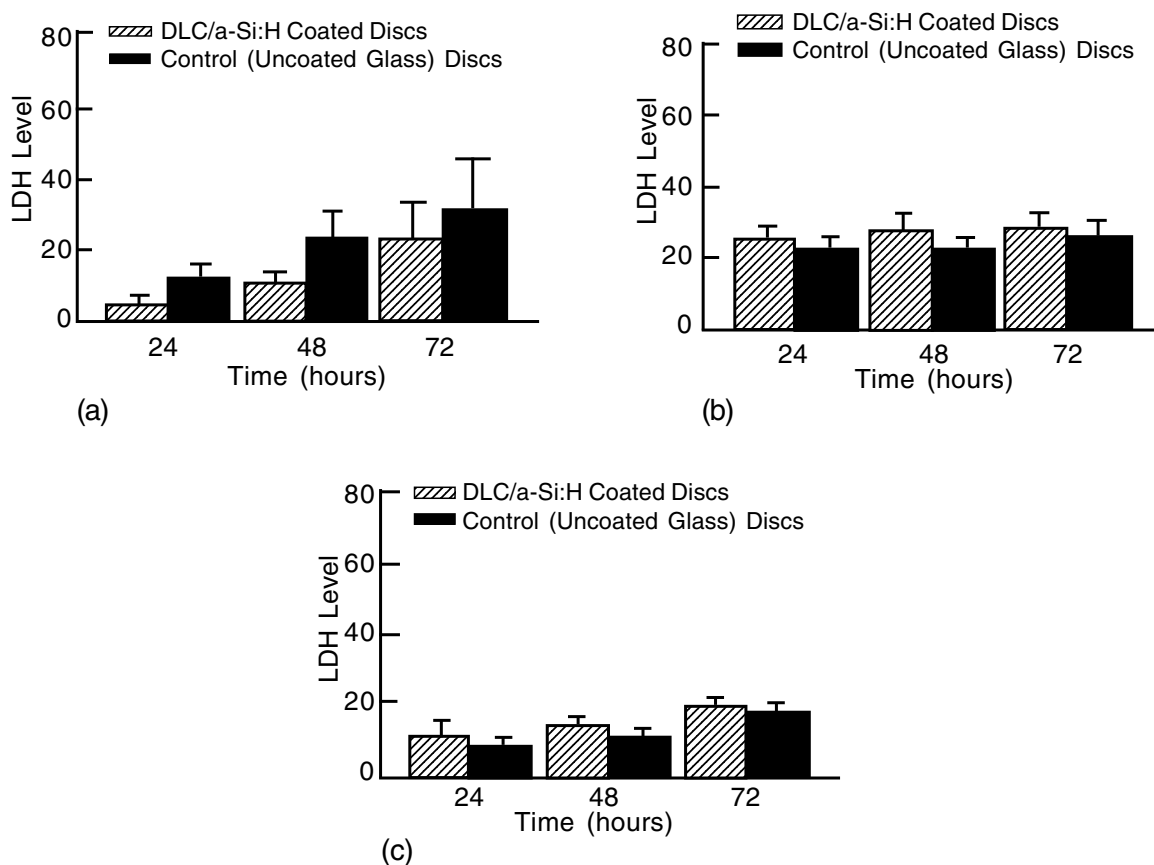 DLC/a-Si:H Coated Discs
Control (Uncoated Glass) Discs
80
60
40
20
0
LDH Level
24 48 72
Time (hours)
(a)
DLC/a-Si:H Coated Discs
Control (Uncoated Glass) Discs
80
60
40
20
0
LDH Level
24 48 72
Time (hours)
(b)
DLC/a-Si:H Coated Discs
Control (Uncoated Glass) Discs
80
60
40
20
0
LDH Level
24 48 72
Time (hours)
(c)